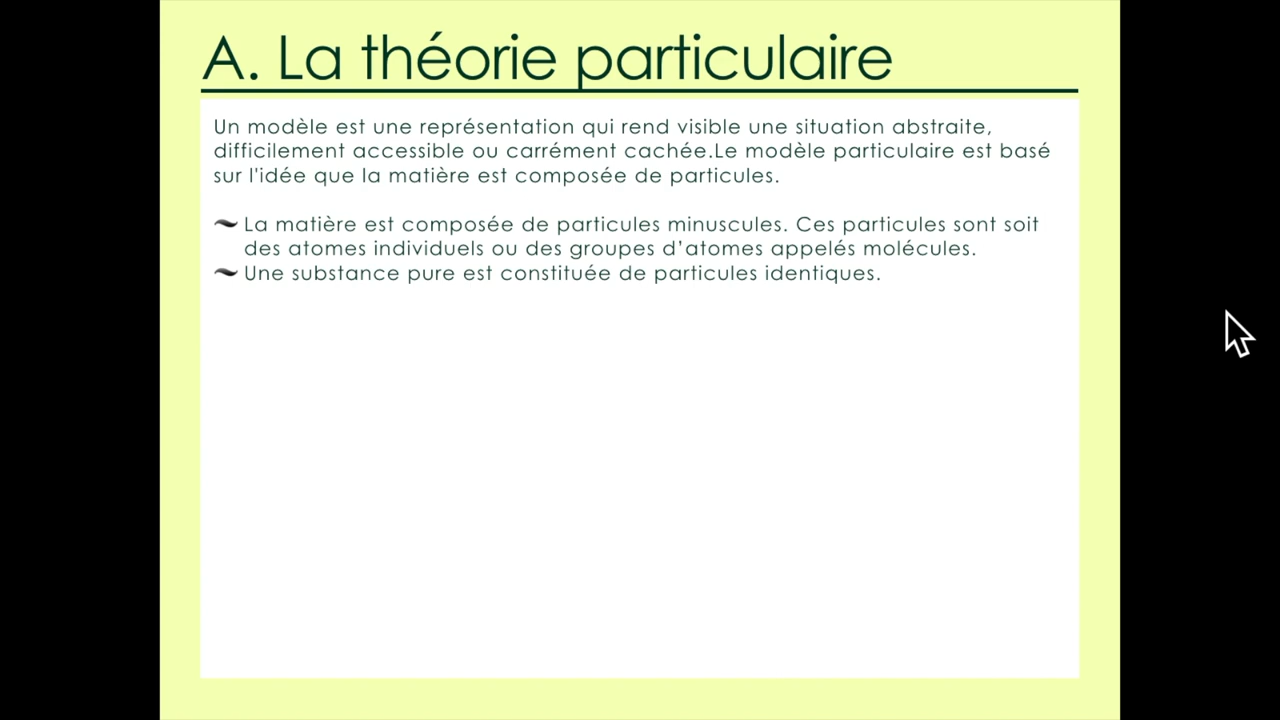 A. La théorie particulaire
Un modèle est une représentation qui rend visible une situation abstraite,
difficilement accessible ou carrément cachée.Le modèle particulaire est basé
sur l'idée que la matière est composée de particules.
La matière est composée de particules minuscules. Ces particules sont soit
des atomes individuels ou des groupes d’atomes appelés molécules.
Une substance pure est constituée de particules identiques.